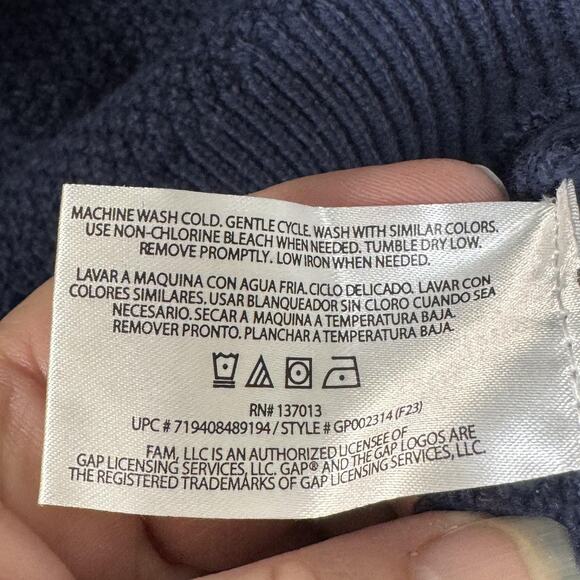 MACHINE WASH COLD. GENTLE CYCLE. WASH WITH SIMILAR COLORS.
USE NON-CHLORINE BLEACH WHEN NEEDED. TUMBLE DRY LOW.
REMOVE PROMPTLY. LOW IRON WHEN NEEDED.
LAVAR A MAQUINA CON AGUA FRIA. CICLO DELICADO. LAVAR CON
COLORES SIMILARES. USAR BLANQUEADOR SIN CLORO CUANDO SEA
NECESARIO. SECAR A MAQUINA A TEMPERATURA BAJA.
REMOVER PRONTO. PLANCHAR A TEMPERATURA BAJA.
RN# 137013
UPC # 719408489194 / STYLE # GP002314 (F23)
FAM, LLC IS AN AUTHORIZED LICENSEE OF
GAP LICENSING SERVICES, LLC. GAP® AND THE GAP LOGOS ARE
THE REGISTERED TRADEMARKS OF GAP LICENSING SERVICES, LLC.